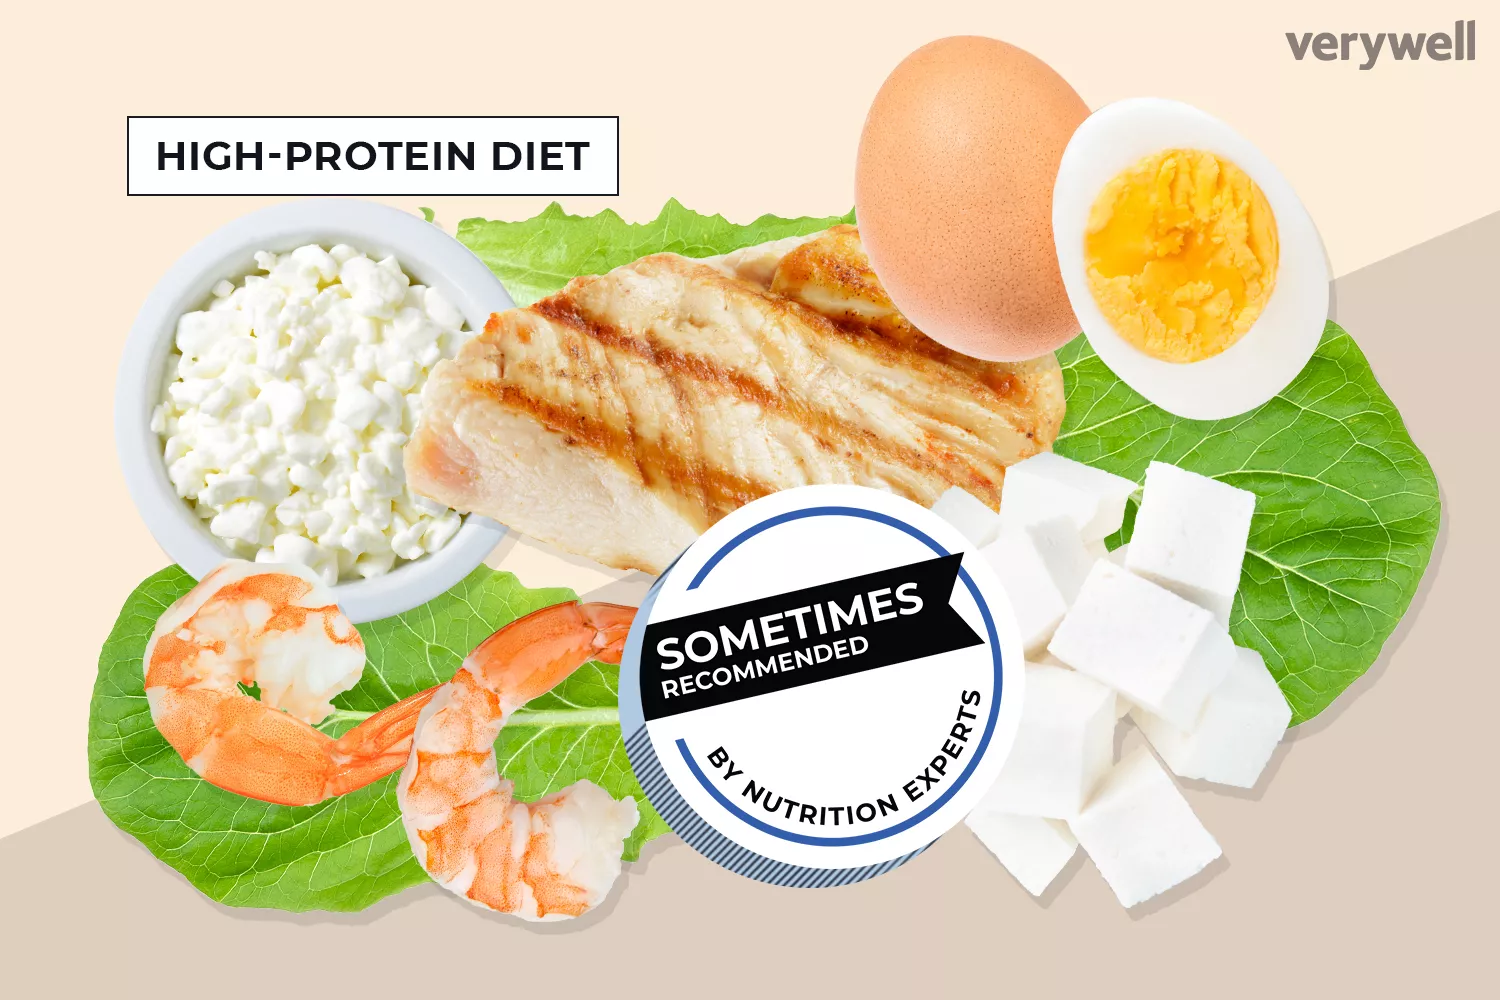 verywell
HIGH-PROTEIN DIET
SOMETIMES
RECOMMENDED
BY NUTRITION EXPERTS